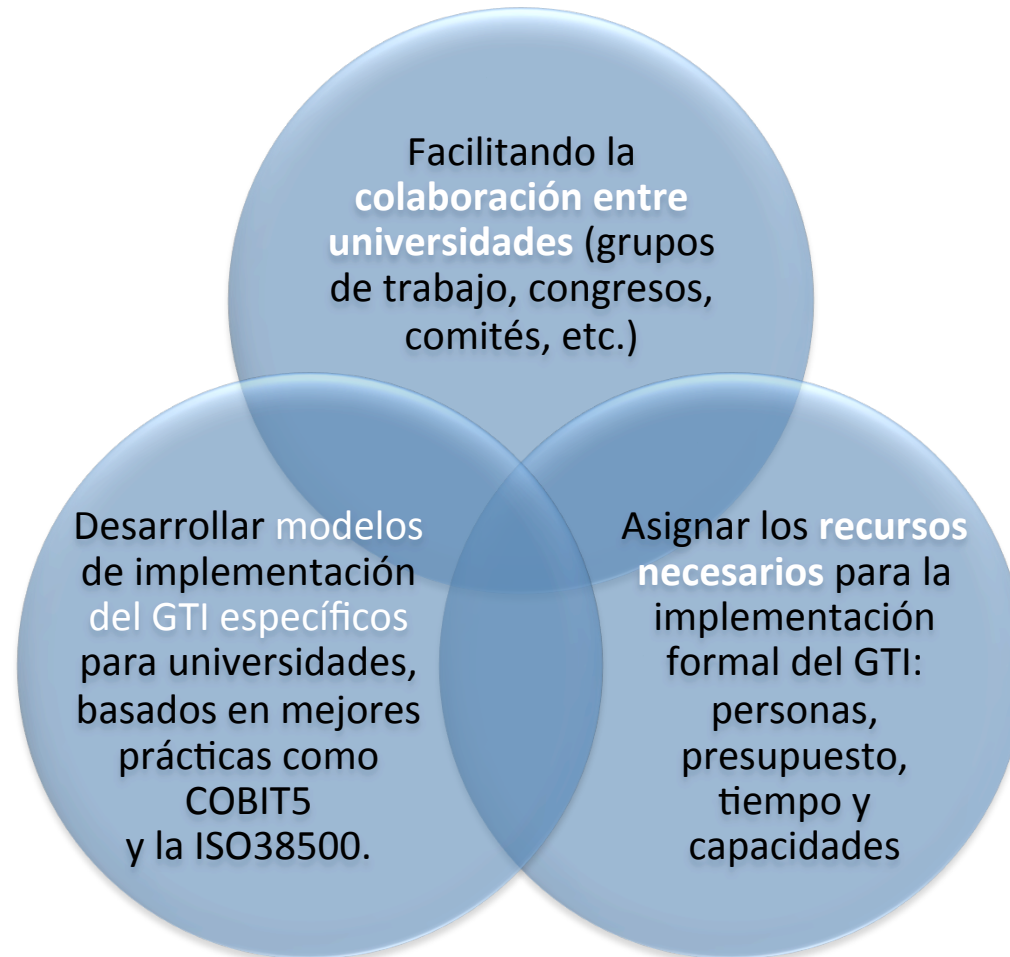 Facilitando la
colaboración entre
universidades (grupos
de trabajo, congresos,
comités, etc.)
Desarrollar modelos
de implementación
del GTI específicos
para universidades,
basados en mejores
prácticas como
COBIT5
y la ISO38500.
Asignar los recursos
necesarios para la
implementación
formal del GTI:
personas,
presupuesto,
tiempo y
capacidades